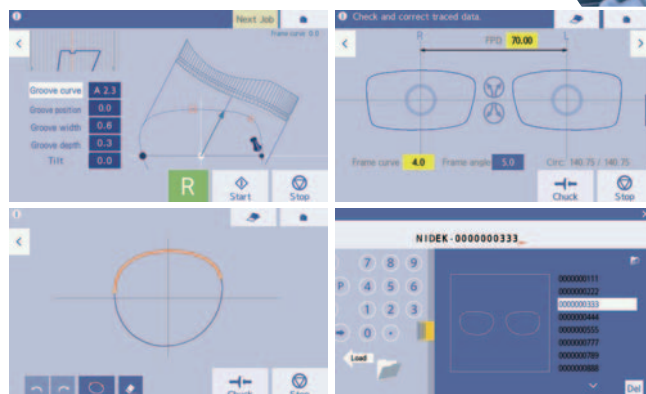 Next Job
Frame curve 0.0
Groove curve A 2.3
Groove position 0.0
Groove width 0.6
Groove depth 0.3
Tilt 0.0
R Start Stop
Check and correct traced data.
R FPD 70.00 L
Frame curve 4.0 Frame angle 5.0 Circ. 140.75 / 140.75
Chuck Stop
Chuck Stop
NIDEK-0000000333_
7 8 9
P 4 5 6
1 2 3
0 .
Load
0000000111
0000000222
0000000333
0000000444
0000000555
0000000777
0000000789
0000000888
Del